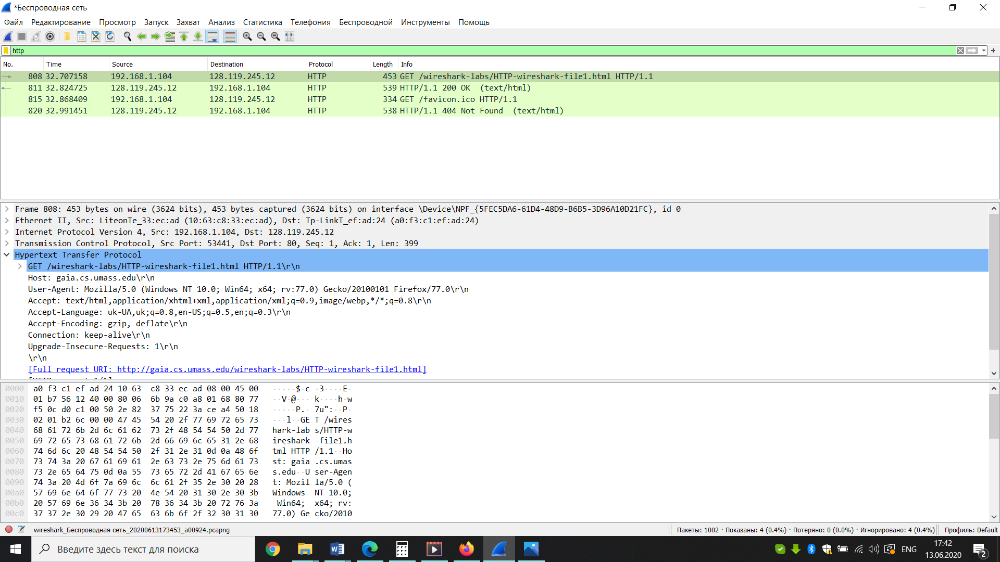 *Беспроводная сеть
Файл Редактирование Просмотр Запуск Захват Анализ Статистика Телефония Беспроводной Инструменты Помощь
http
No. Time Source Destination Protocol Length Info
808 32.707158 192.168.1.104 128.119.245.12 HTTP 453 GET /wireshark-labs/HTTP-wireshark-file1.html HTTP/1.1
811 32.824725 128.119.245.12 192.168.1.104 HTTP 539 HTTP/1.1 200 OK (text/html)
815 32.868409 192.168.1.104 128.119.245.12 HTTP 334 GET /favicon.ico HTTP/1.1
820 32.991451 128.119.245.12 192.168.1.104 HTTP 538 HTTP/1.1 404 Not Found (text/html)
Frame 808: 453 bytes on wire (3624 bits), 453 bytes captured (3624 bits) on interface \Device\NPF_{5FEC5DA6-61D4-48D9-B6B5-3D96A10D21FC}, id 0
Ethernet II, Src: LiteonTe_33:ec:ad (10:63:c8:33:ec:ad), Dst: Tp-LinkT_ef:ad:24 (a0:f3:c1:ef:ad:24)
Internet Protocol Version 4, Src: 192.168.1.104, Dst: 128.119.245.12
Transmission Control Protocol, Src Port: 53441, Dst Port: 80, Seq: 1, Ack: 1, Len: 399
Hypertext Transfer Protocol
GET /wireshark-labs/HTTP-wireshark-file1.html HTTP/1.1\r\n
Host: gaia.cs.umass.edu\r\n
User-Agent: Mozilla/5.0 (Windows NT 10.0; Win64; x64; rv:77.0) Gecko/20100101 Firefox/77.0\r\n
Accept: text/html,application/xhtml+xml,application/xml;q=0.9,image/webp,*/*;q=0.8\r\n
Accept-Language: uk-UA,uk;q=0.8,en-US;q=0.5,en;q=0.3\r\n
Accept-Encoding: gzip, deflate\r\n
Connection: keep-alive\r\n
Upgrade-Insecure-Requests: 1\r\n
\r\n
[Full request URI: http://gaia.cs.umass.edu/wireshark-labs/HTTP-wireshark-file1.html]
0000 a0 f3 c1 ef ad 24 10 63 c8 33 ec ad 08 00 45 00 ·····$·c ·3····E·
0010 01 b7 56 12 40 00 80 06 6b 9a c0 a8 01 68 80 77 ··V·@··· k····h·w
0020 f5 0c d0 c1 00 50 2e 82 37 75 22 3a ce a4 50 18 ·····P.· 7u":··P·
0030 02 01 b2 6c 00 00 47 45 54 20 2f 77 69 72 65 73 ···l··GE T /wires
0040 68 61 72 6b 2d 6c 61 62 73 2f 48 54 54 50 2d 77 hark-lab s/HTTP-w
0050 69 72 65 73 68 61 72 6b 2d 66 69 6c 65 31 2e 68 ireshark -file1.h
0060 74 6d 6c 20 48 54 54 50 2f 31 2e 31 0d 0a 48 6f tml HTTP /1.1··Ho
0070 73 74 3a 20 67 61 69 61 2e 63 73 2e 75 6d 61 73 st: gaia .cs.umas
0080 73 2e 65 64 75 0d 0a 55 73 65 72 2d 41 67 65 6e s.edu··U ser-Agen
0090 74 3a 20 4d 6f 7a 69 6c 6c 61 2f 35 2e 30 20 28 t: Mozil la/5.0 (
00a0 57 69 6e 64 6f 77 73 20 4e 54 20 31 30 2e 30 3b Windows  NT 10.0;
00b0 20 57 69 6e 36 34 3b 20 78 36 34 3b 20 72 76 3a Win64;  x64; rv:
00c0 37 37 2e 30 29 20 47 65 63 6b 6f 2f 32 30 31 30 77.0) Ge cko/2010
wireshark_Беспроводная сеть_20200613173453_a00924.pcapng Пакеты: 1002 · Показаны: 4 (0.4%) · Потеряно: 0 (0.0%) · Игнорировано: 4 (0.4%) Профиль: Default
Введите здесь текст для поиска
ENG
17:42
13.06.2020
2